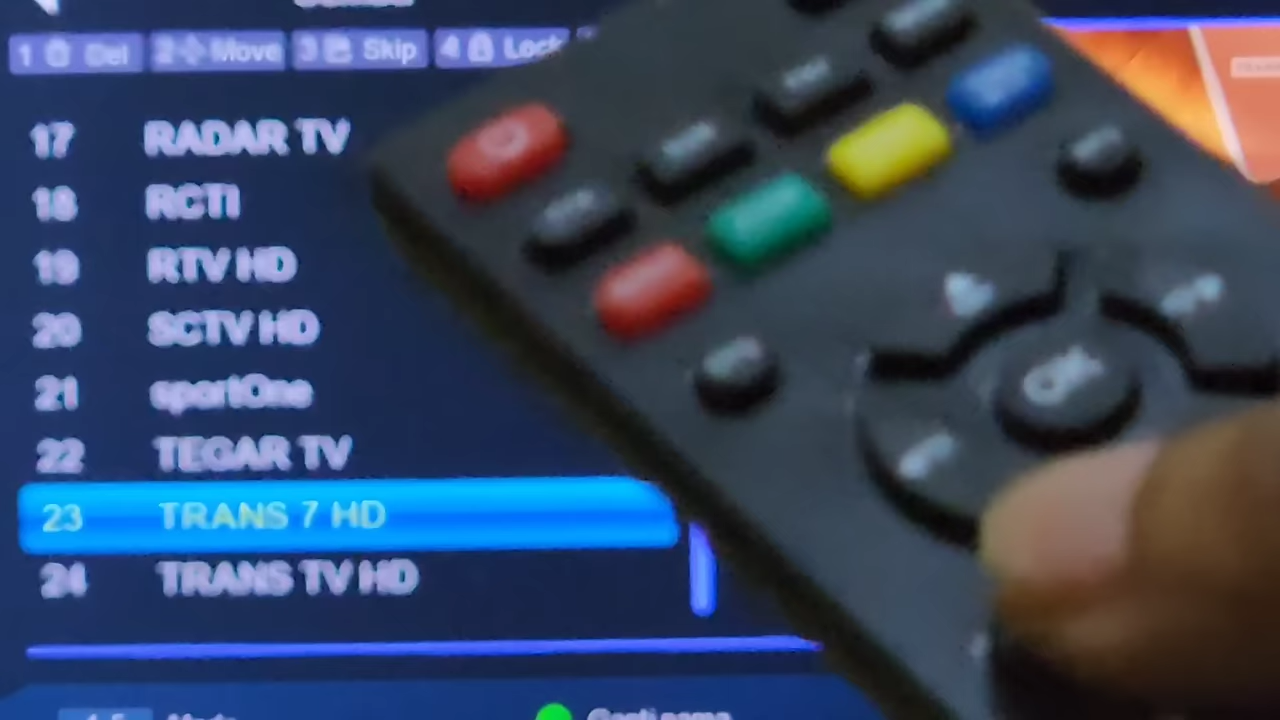 1 Del 2 Move 3 Skip 4 Lock
17 RADAR TV
18 RCTI
19 RTV HD
20 SCTV HD
21 sportOne
22 TEGAR TV
23 TRANS 7 HD
24 TRANS TV HD
OK